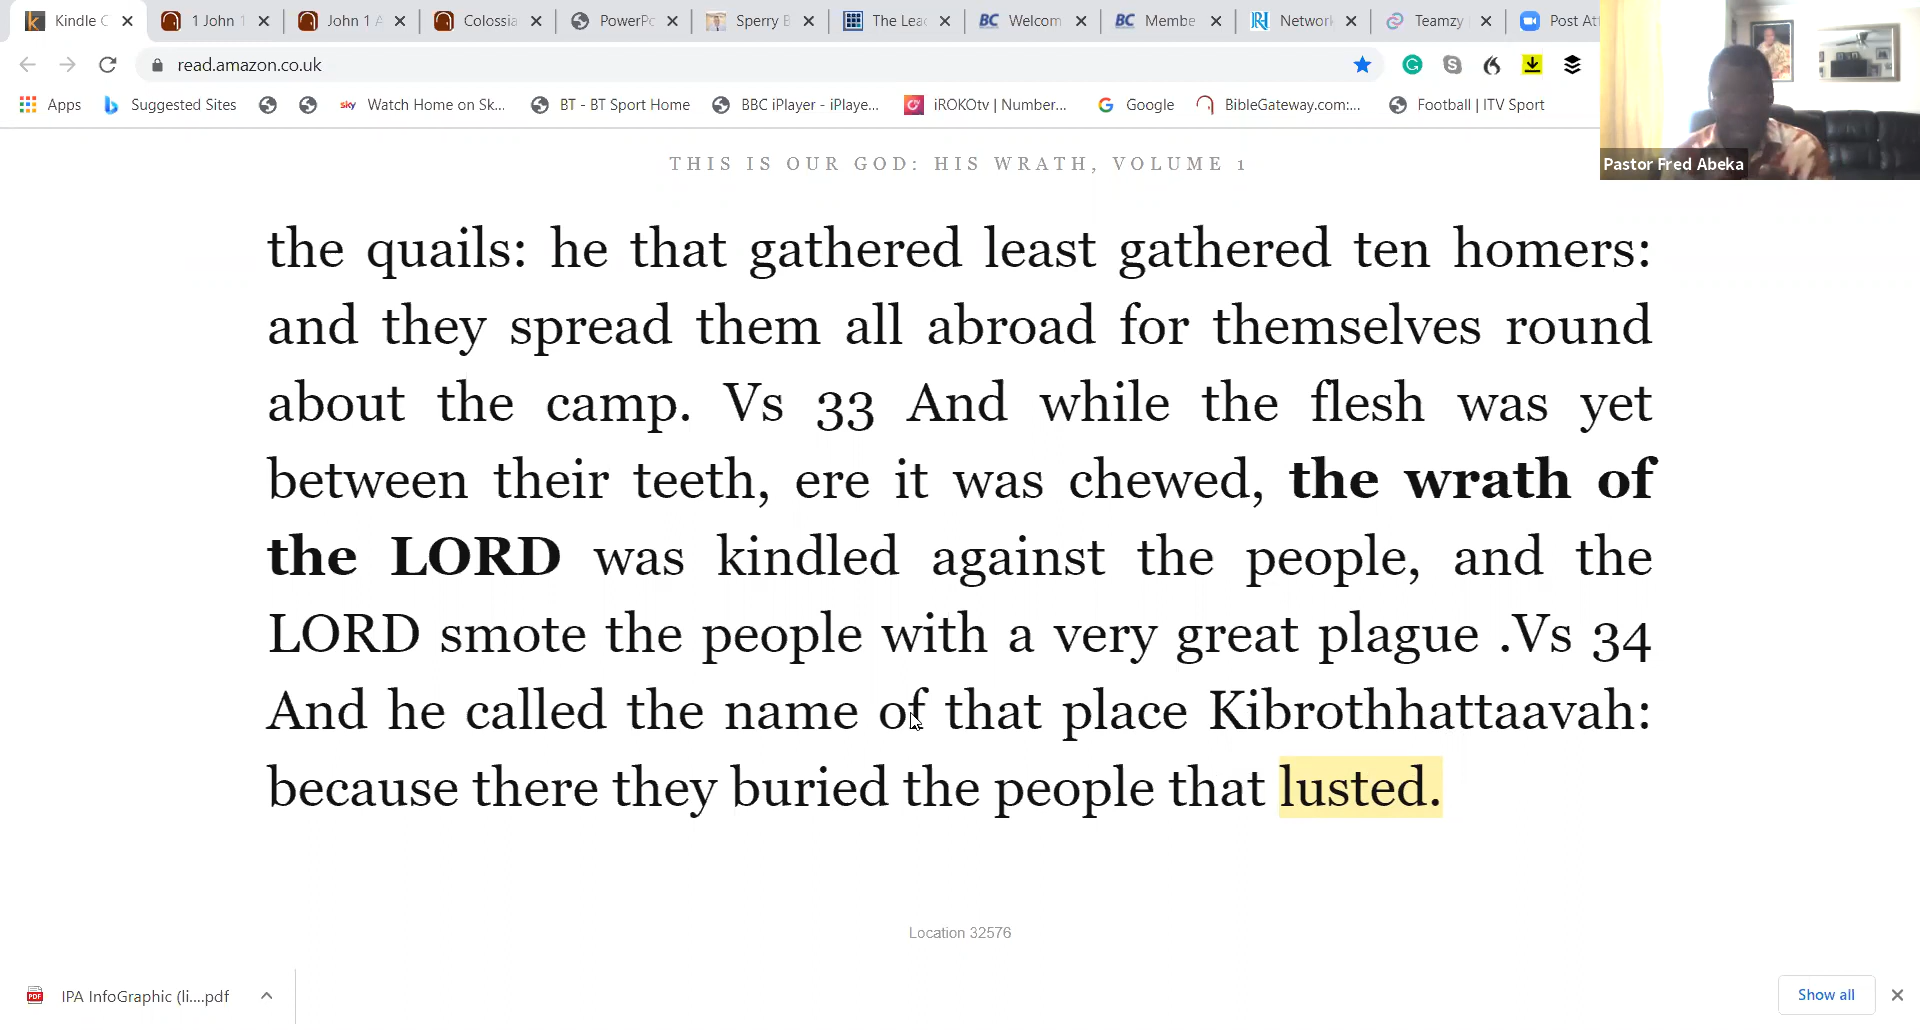 Kindle C
1 John 1
John 1 A
Colossia
PowerPo
Sperry B
The Lea
BC Welcom
BC Membe
Network
Teamzy
Post Att
read.amazon.co.uk
Apps
Suggested Sites
sky Watch Home on Sk...
BT - BT Sport Home
BBC iPlayer - iPlaye...
iROKOtv | Number...
Google
BibleGateway.com:...
Football | ITV Sport
Pastor Fred Abeka
THIS IS OUR GOD: HIS WRATH, VOLUME 1
the quails: he that gathered least gathered ten homers:
and they spread them all abroad for themselves round
about the camp. Vs 33 And while the flesh was yet
between their teeth, ere it was chewed, the wrath of
the LORD was kindled against the people, and the
LORD smote the people with a very great plague .Vs 34
And he called the name of that place Kibrothhattaavah:
because there they buried the people that lusted.
Location 32576
PDF IPA InfoGraphic (li....pdf
Show all